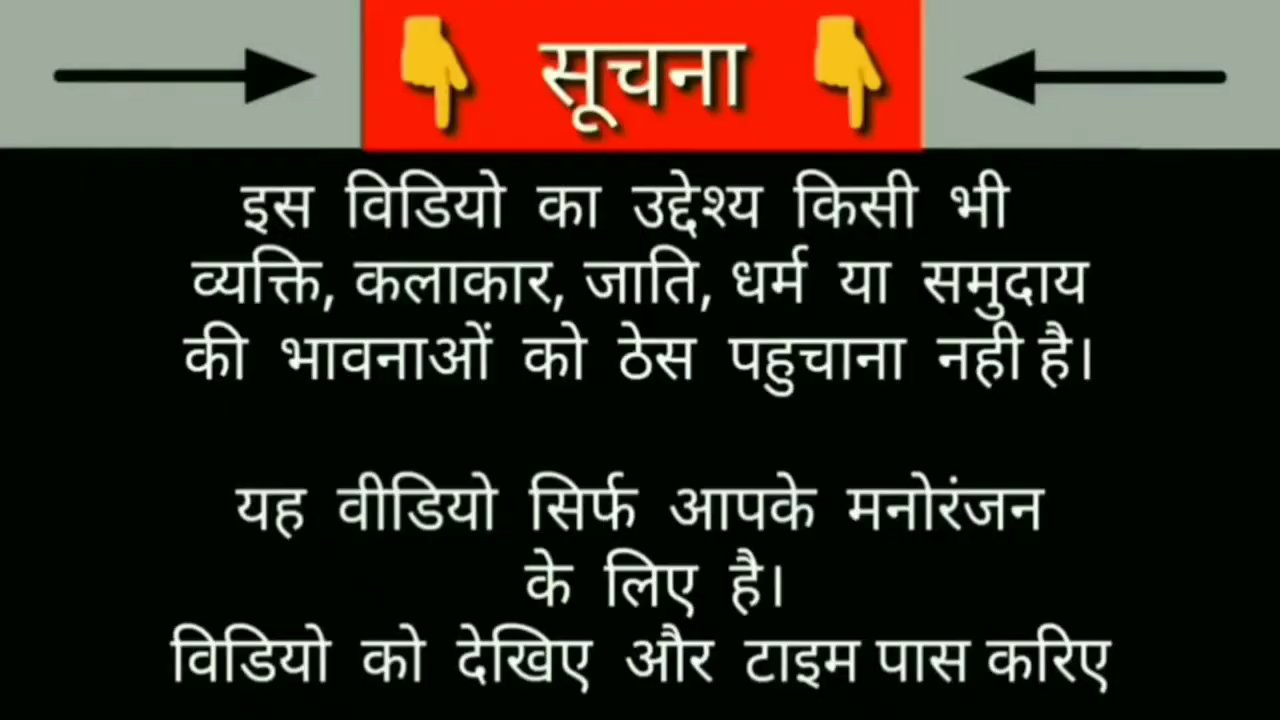 सूचना
इस विडियो का उद्देश्य किसी भी
व्यक्ति, कलाकार, जाति, धर्म या समुदाय
की भावनाओं को ठेस पहुचाना नही है।
यह वीडियो सिर्फ आपके मनोरंजन
के लिए है।
विडियो को देखिए और टाइम पास करिए